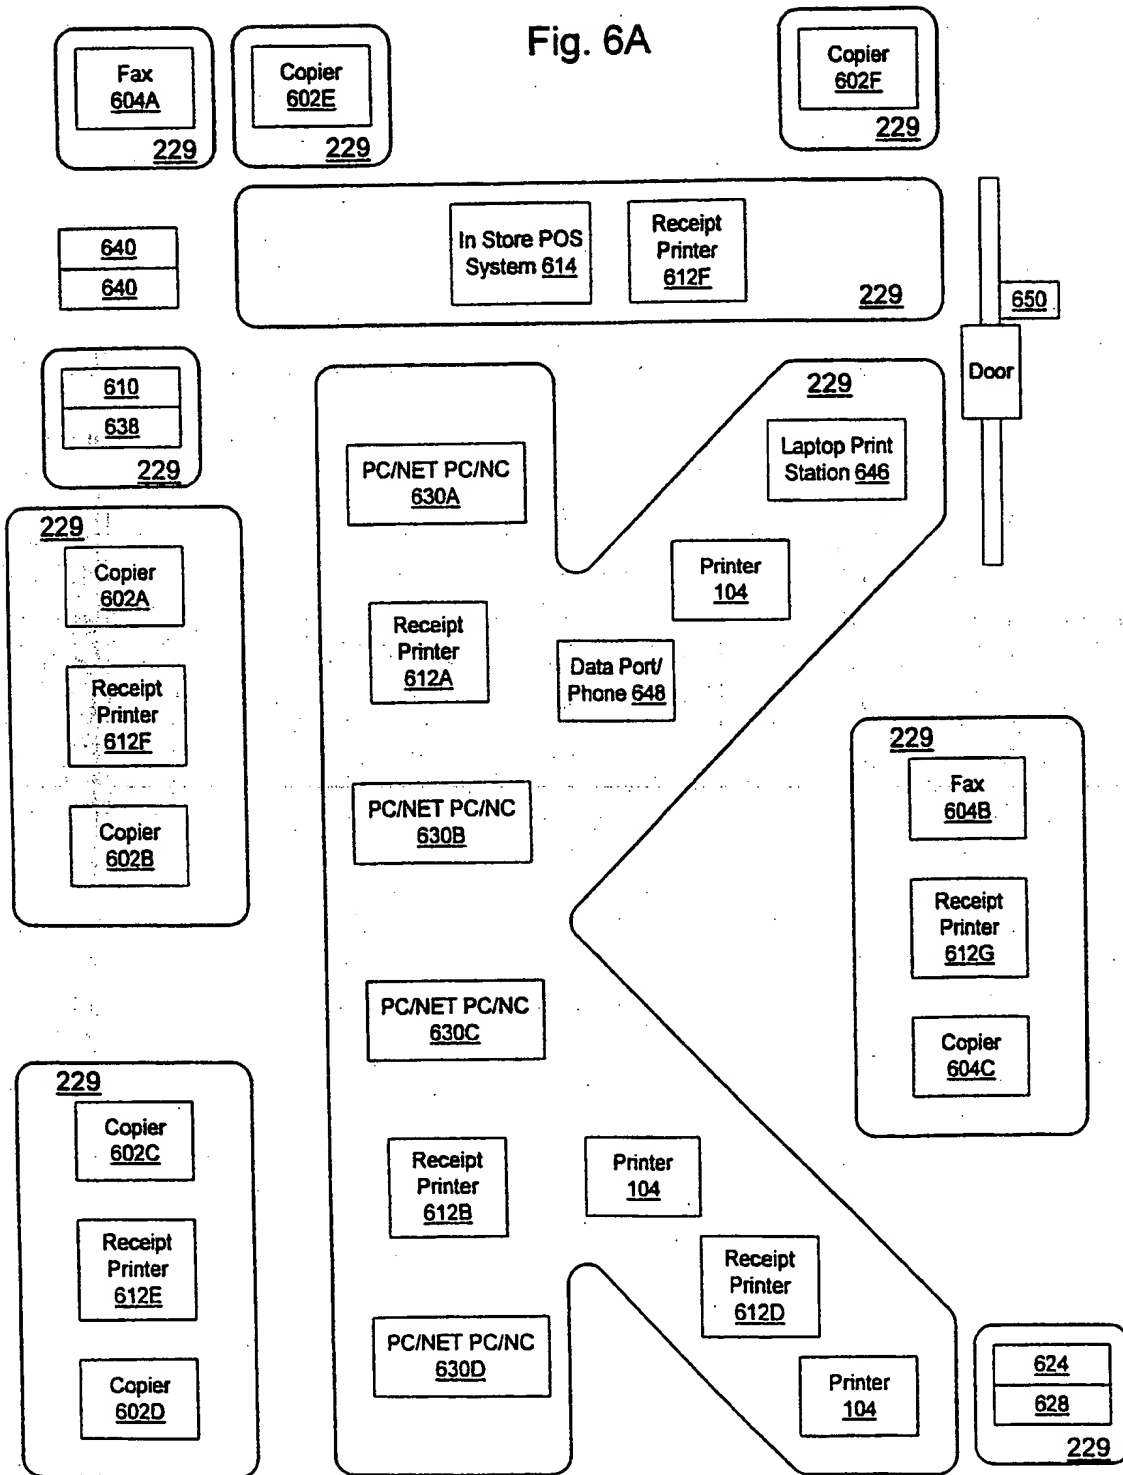 Fig. 6A
Fax
604A
229
Copier
602E
229
Copier
602F
229
In Store POS
System 614
Receipt
Printer
612F
229
640
640
650
Door
610
638
229
229
Laptop Print
Station 646
PC/NET PC/NC
630A
Printer
104
Receipt
Printer
612A
Data Port/
Phone 648
PC/NET PC/NC
630B
PC/NET PC/NC
630C
Receipt
Printer
612B
Printer
104
Receipt
Printer
612D
PC/NET PC/NC
630D
Printer
104
229
Copier
602A
Receipt
Printer
612F
Copier
602B
229
Fax
604B
Receipt
Printer
612G
Copier
604C
229
Copier
602C
Receipt
Printer
612E
Copier
602D
624
628
229